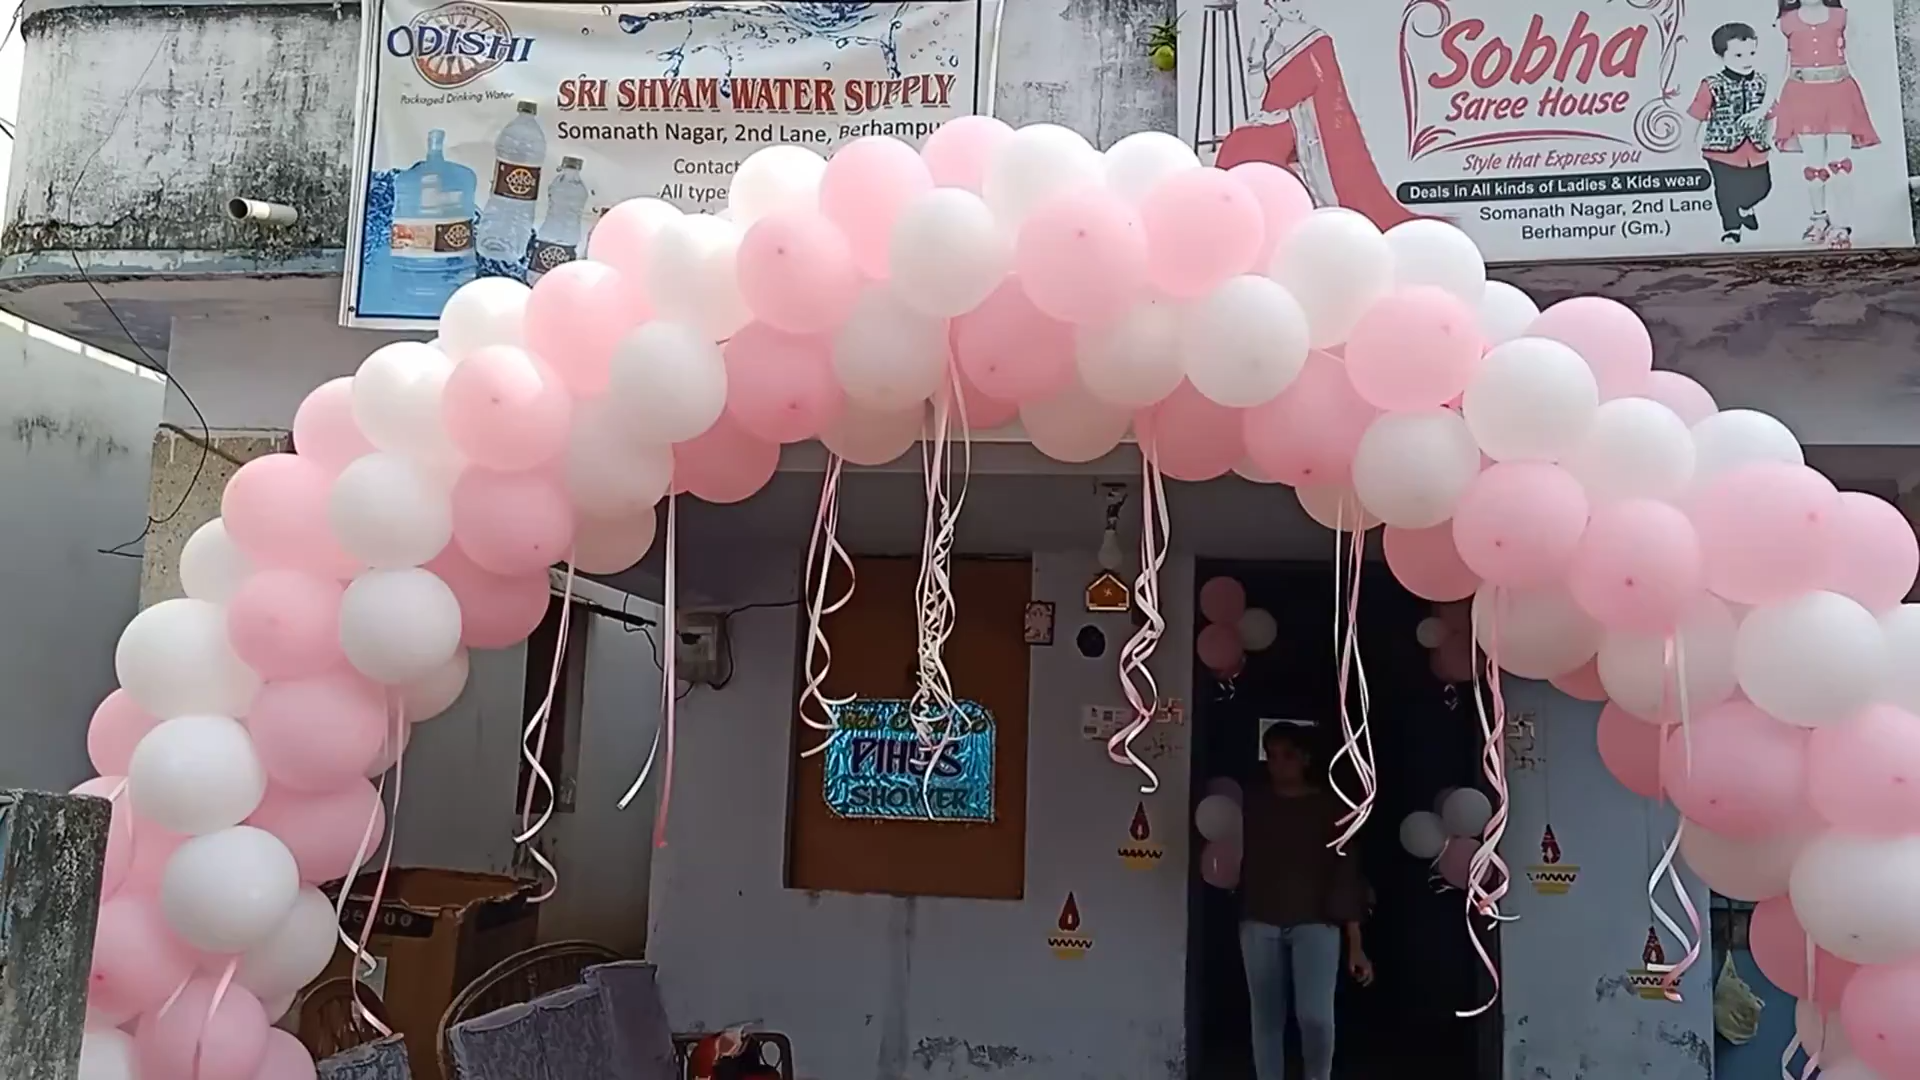 ODISHI
Packaged Drinking Water
SRI SHYAM WATER SUPPLY
Somanath Nagar, 2nd Lane, Berhampu
Contact
All type
Sobha
Saree House
Style that Express you
Deals in All kinds of Ladies & Kids wear
Somanath Nagar, 2nd Lane
Berhampur (Gm.)
SHOWER